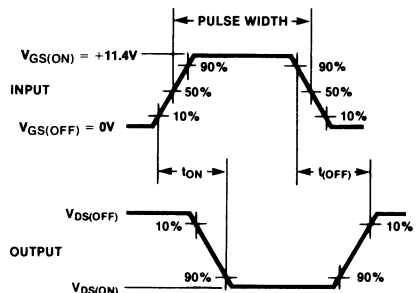 PULSE WIDTH
VGS(ON) = +11.4V
90% 90%
INPUT 50% 50%
10% 10%
VGS(OFF) = 0V
tON t(OFF)
VDS(OFF)
10% 10%
OUTPUT
90% 90%
VDS(ON)